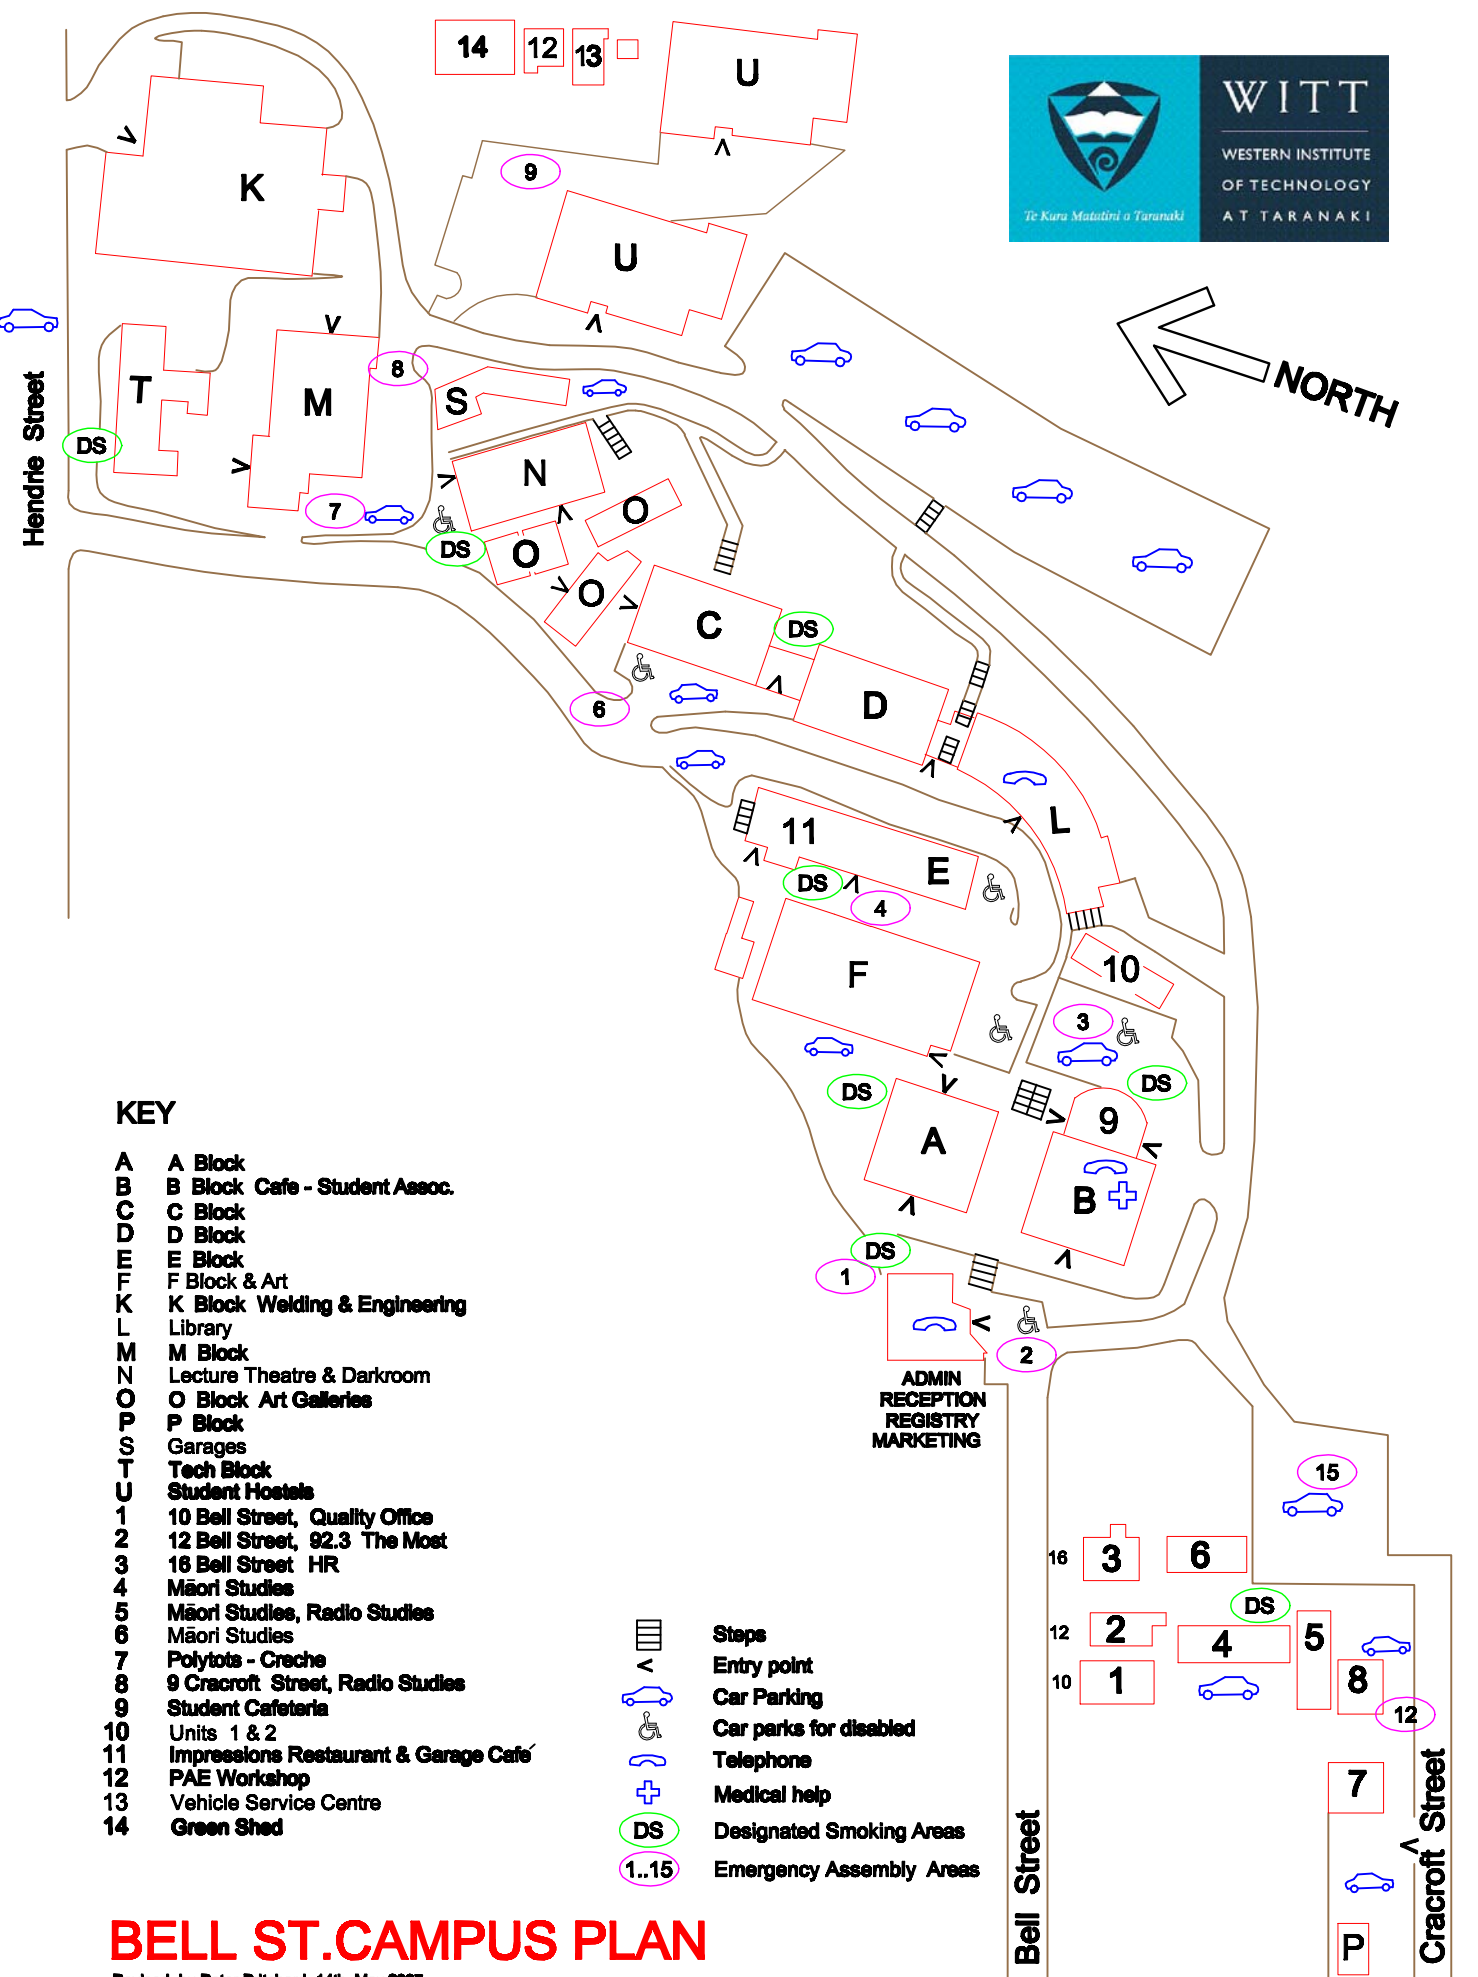 14
12
13
U
WITT
WESTERN INSTITUTE
OF TECHNOLOGY
AT TARANAKI
Te Kura Matatini o Taranaki
9
K
U
NORTH
8
T
M
S
Hendrie Street
DS
N
7
O
DS
O
O
C
DS
6
D
L
11
E
DS
4
F
10
3
DS
DS
9
A
B
DS
1
2
ADMIN
RECEPTION
REGISTRY
MARKETING
15
16
3
6
DS
12
2
4
5
10
1
8
12
7
P
Bell Street
Cracroft Street
KEY
A A Block
B B Block Cafe - Student Assoc.
C C Block
D D Block
E E Block
F F Block & Art
K K Block Welding & Engineering
L Library
M M Block
N Lecture Theatre & Darkroom
O O Block Art Galleries
P P Block
S Garages
T Tech Block
U Student Hostels
1 10 Bell Street, Quality Office
2 12 Bell Street, 92.3 The Most
3 16 Bell Street HR
4 Māori Studies
5 Māori Studies, Radio Studies
6 Māori Studies
7 Polytots - Creche
8 9 Cracroft Street, Radio Studies
9 Student Cafeteria
10 Units 1 & 2
11 Impressions Restaurant & Garage Cafe´
12 PAE Workshop
13 Vehicle Service Centre
14 Green Shed
Steps
Entry point
Car Parking
Car parks for disabled
Telephone
Medical help
DS Designated Smoking Areas
1..15 Emergency Assembly Areas
BELL ST.CAMPUS PLAN